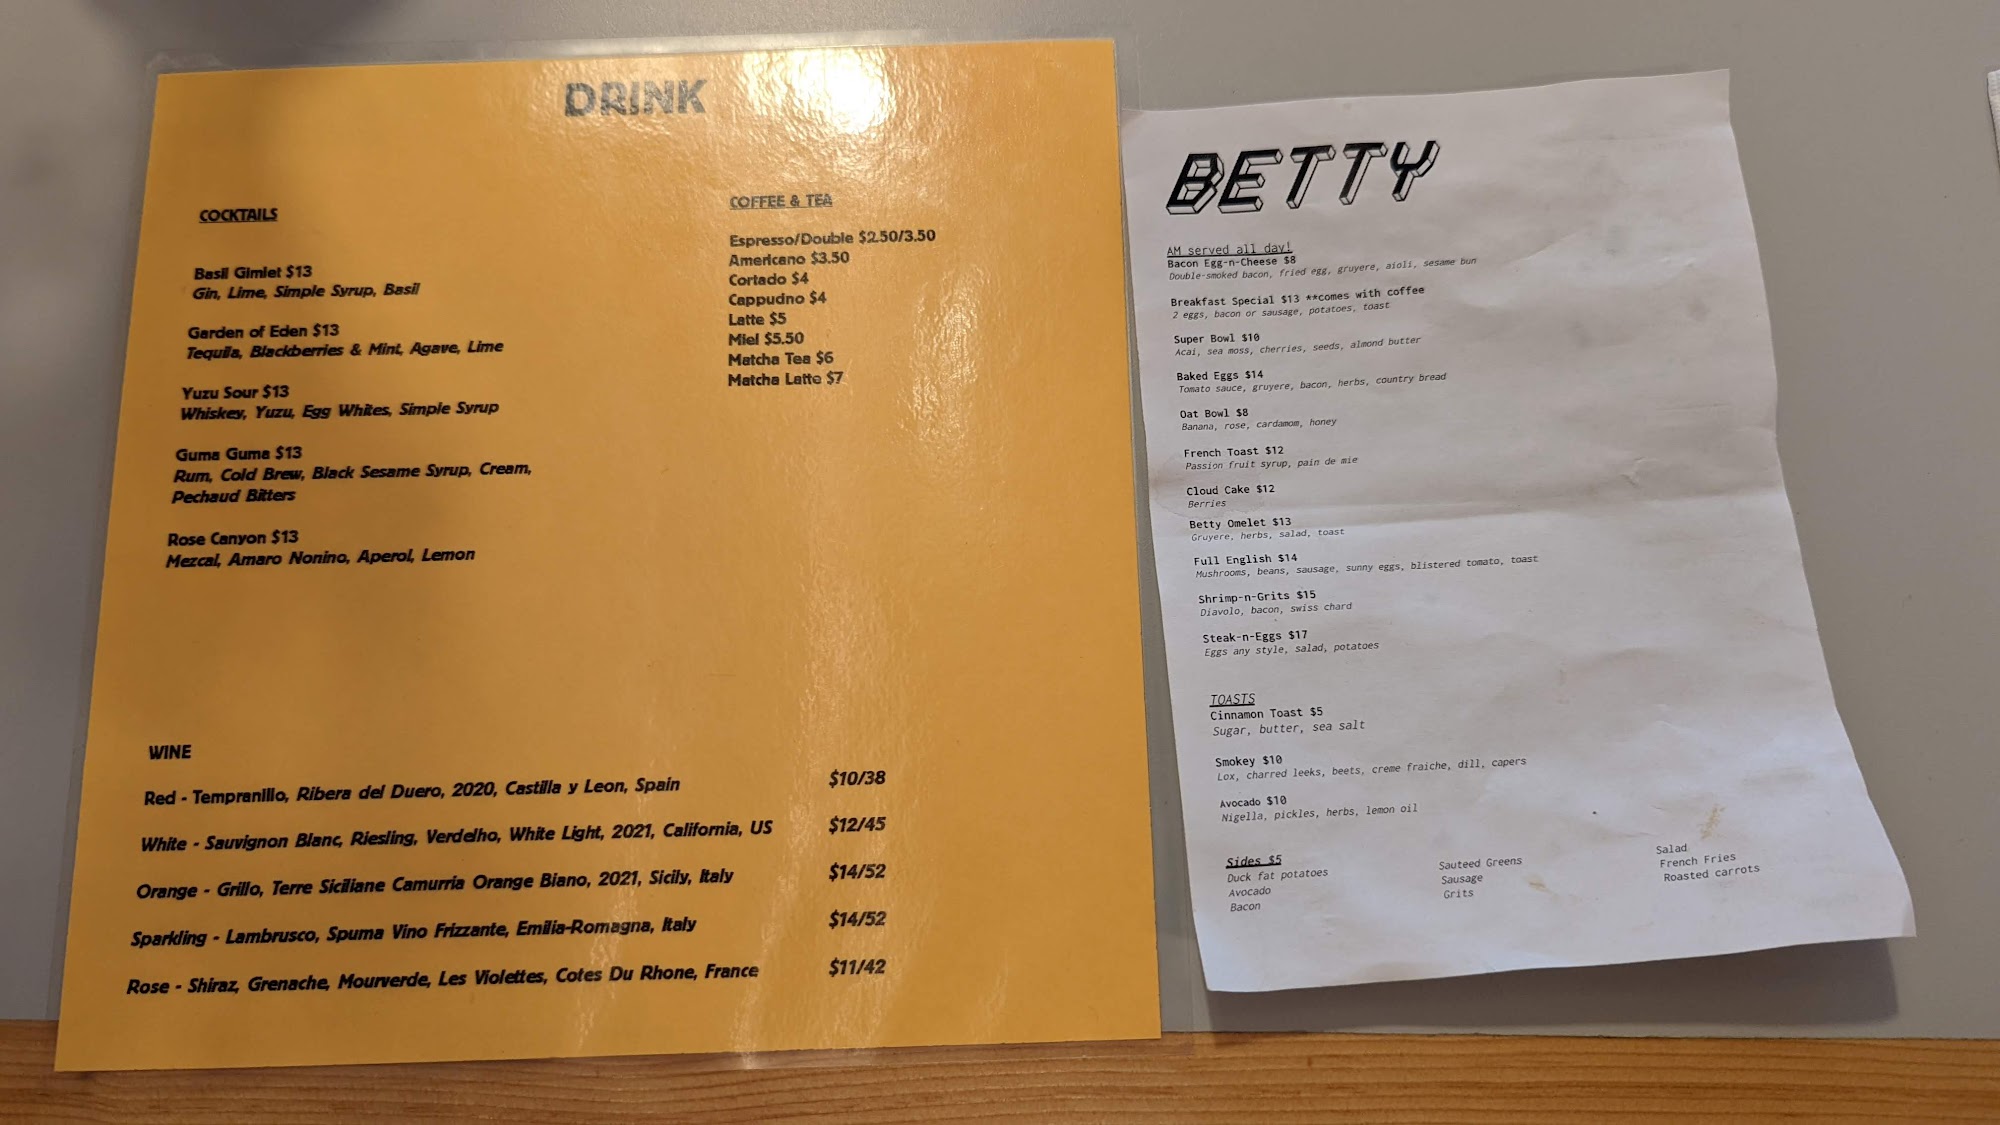 DRINK
COCKTAILS
Basil Gimlet $13
Gin, Lime, Simple Syrup, Basil
Garden of Eden $13
Tequila, Blackberries & Mint, Agave, Lime
Yuzu Sour $13
Whiskey, Yuzu, Egg Whites, Simple Syrup
Guma Guma $13
Rum, Cold Brew, Black Sesame Syrup, Cream,
Pechaud Bitters
Rose Canyon $13
Mezcal, Amaro Nonino, Aperol, Lemon
COFFEE & TEA
Espresso/Double $2.50/3.50
Americano $3.50
Cortado $4
Cappucino $4
Latte $5
Miel $5.50
Matcha Tea $6
Matcha Latte $7
WINE
Red - Tempranillo, Ribera del Duero, 2020, Castilla y Leon, Spain $10/38
White - Sauvignon Blanc, Riesling, Verdelho, White Light, 2021, California, US $12/45
Orange - Grillo, Terre Siciliane Camurria Orange Biano, 2021, Sicily, Italy $14/52
Sparkling - Lambrusco, Spuma Vino Frizzante, Emilia-Romagna, Italy $14/52
Rose - Shiraz, Grenache, Mourverde, Les Violettes, Cotes Du Rhone, France $11/42
BETTY
AM served all day!
Bacon Egg-n-Cheese $8
Double-smoked bacon, fried egg, gruyere, aioli, sesame bun
Breakfast Special $13 **comes with coffee
2 eggs, bacon or sausage, potatoes, toast
Super Bowl $10
Acai, sea moss, cherries, seeds, almond butter
Baked Eggs $14
Tomato sauce, gruyere, bacon, herbs, country bread
Oat Bowl $8
Banana, rose, cardamom, honey
French Toast $12
Passion fruit syrup, pain de mie
Cloud Cake $12
Berries
Betty Omelet $13
Gruyere, herbs, salad, toast
Full English $14
Mushrooms, beans, sausage, sunny eggs, blistered tomato, toast
Shrimp-n-Grits $15
Diavolo, bacon, swiss chard
Steak-n-Eggs $17
Eggs any style, salad, potatoes
TOASTS
Cinnamon Toast $5
Sugar, butter, sea salt
Smokey $10
Lox, charred leeks, beets, creme fraiche, dill, capers
Avocado $10
Nigella, pickles, herbs, lemon oil
Sides $5
Duck fat potatoes
Avocado
Bacon
Sauteed Greens
Sausage
Grits
Salad
French Fries
Roasted carrots